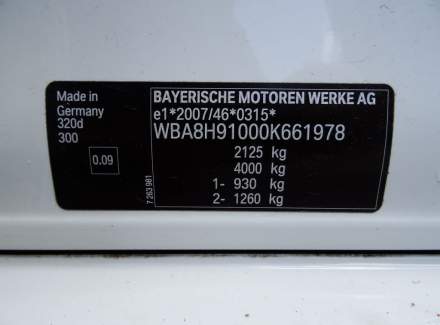 Made in
Germany
320d
300
0.09
7 263 981
BAYERISCHE MOTOREN WERKE AG
e1*2007/46*0315*
WBA8H91000K661978
2125 kg
4000 kg
1- 930 kg
2- 1260 kg